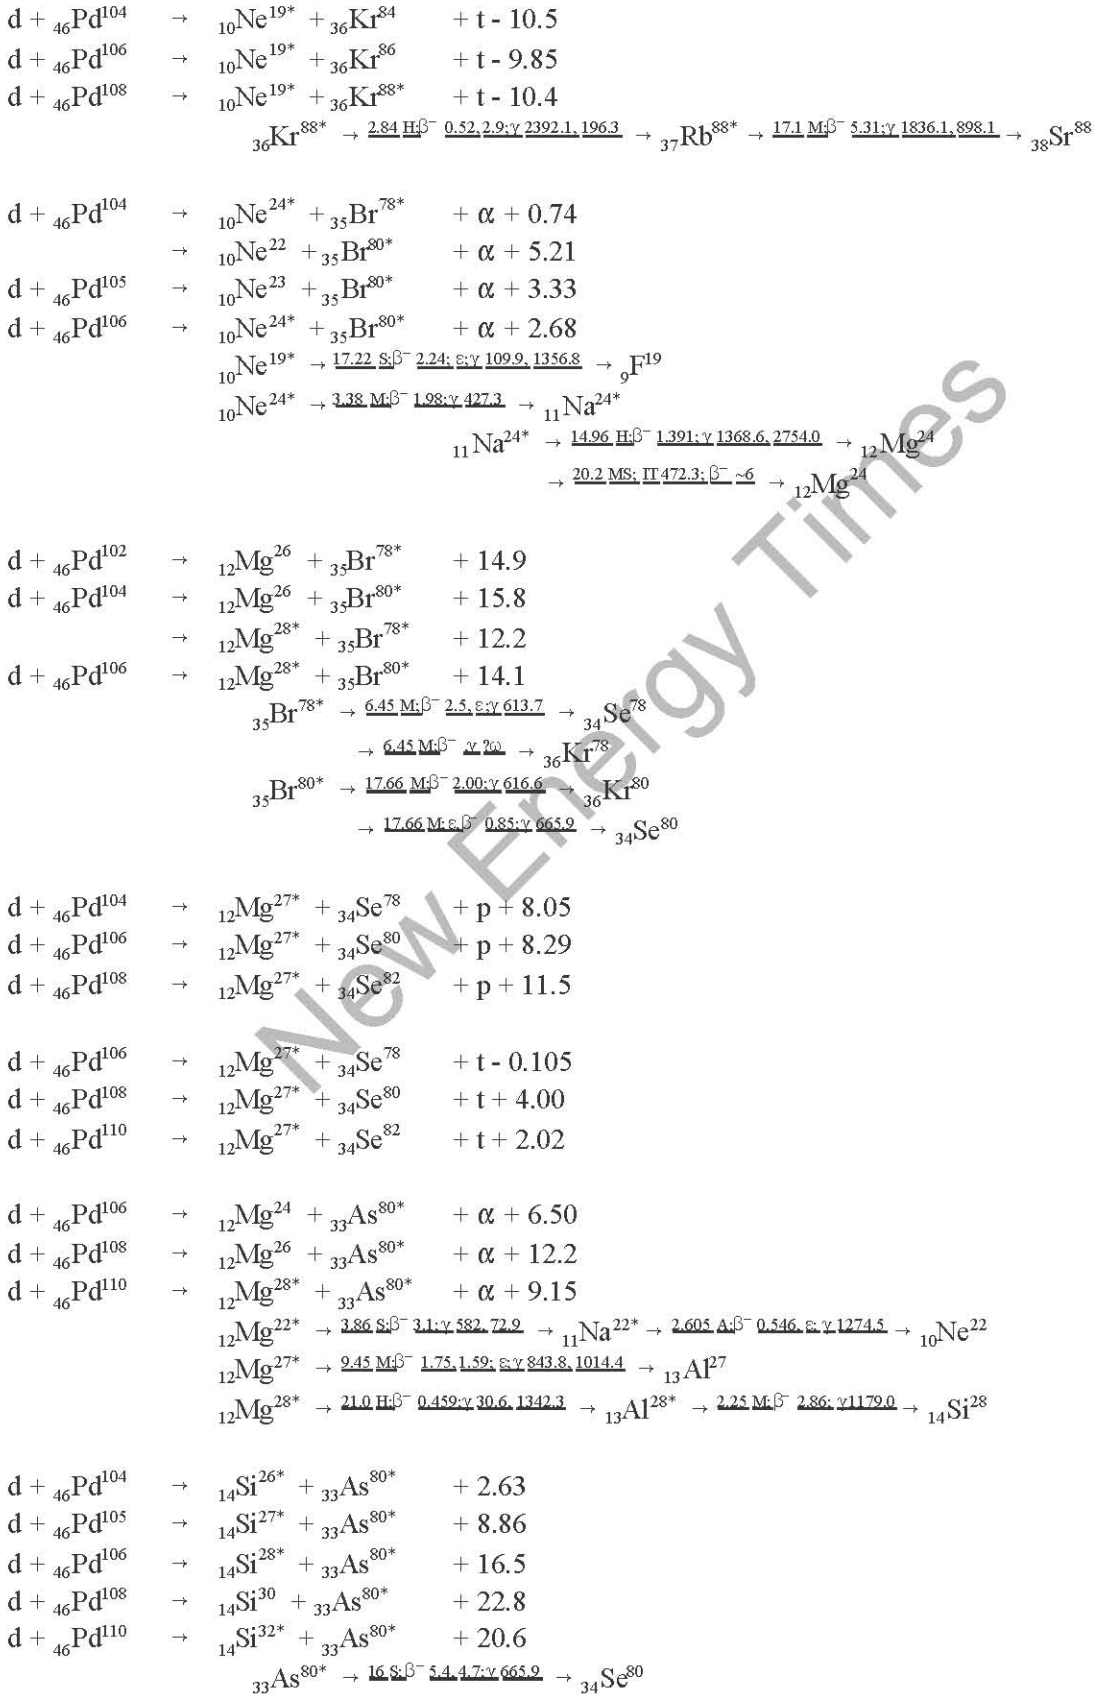 d + ₄₆Pd¹⁰⁴ → ₁₀Ne¹⁹* + ₃₆Kr⁸⁴ + t - 10.5
d + ₄₆Pd¹⁰⁶ → ₁₀Ne¹⁹* + ₃₆Kr⁸⁶ + t - 9.85
d + ₄₆Pd¹⁰⁸ → ₁₀Ne¹⁹* + ₃₆Kr⁸⁸* + t - 10.4
₃₆Kr⁸⁸* → 2.84 H;β⁻ 0.52, 2.9;γ 2392.1, 196.3 → ₃₇Rb⁸⁸* → 17.1 M;β⁻ 5.31;γ 1836.1, 898.1 → ₃₈Sr⁸⁸
d + ₄₆Pd¹⁰⁴ → ₁₀Ne²⁴* + ₃₅Br⁷⁸* + α + 0.74
→ ₁₀Ne²² + ₃₅Br⁸⁰* + α + 5.21
d + ₄₆Pd¹⁰⁵ → ₁₀Ne²³ + ₃₅Br⁸⁰* + α + 3.33
d + ₄₆Pd¹⁰⁶ → ₁₀Ne²⁴* + ₃₅Br⁸⁰* + α + 2.68
₁₀Ne¹⁹* → 17.22 S;β⁻ 2.24; ε;γ 109.9, 1356.8 → ₉F¹⁹
₁₀Ne²⁴* → 3.38 M;β⁻ 1.98;γ 427.3 → ₁₁Na²⁴*
₁₁Na²⁴* → 14.96 H;β⁻ 1.391; γ 1368.6, 2754.0 → ₁₂Mg²⁴
→ 20.2 MS; IT 472.3; β⁻ ~6 → ₁₂Mg²⁴
d + ₄₆Pd¹⁰² → ₁₂Mg²⁶ + ₃₅Br⁷⁸* + 14.9
d + ₄₆Pd¹⁰⁴ → ₁₂Mg²⁶ + ₃₅Br⁸⁰* + 15.8
→ ₁₂Mg²⁸* + ₃₅Br⁷⁸* + 12.2
d + ₄₆Pd¹⁰⁶ → ₁₂Mg²⁸* + ₃₅Br⁸⁰* + 14.1
₃₅Br⁷⁸* → 6.45 M;β⁻ 2.5, ε;γ 613.7 → ₃₄Se⁷⁸
→ 6.45 M;β⁻ γ ?ω → ₃₆Kr⁷⁸
₃₅Br⁸⁰* → 17.66 M;β⁻ 2.00;γ 616.6 → ₃₆Kr⁸⁰
→ 17.66 M; ε,β⁻ 0.85;γ 665.9 → ₃₄Se⁸⁰
d + ₄₆Pd¹⁰⁴ → ₁₂Mg²⁷* + ₃₄Se⁷⁸ + p + 8.05
d + ₄₆Pd¹⁰⁶ → ₁₂Mg²⁷* + ₃₄Se⁸⁰ + p + 8.29
d + ₄₆Pd¹⁰⁸ → ₁₂Mg²⁷* + ₃₄Se⁸² + p + 11.5
d + ₄₆Pd¹⁰⁶ → ₁₂Mg²⁷* + ₃₄Se⁷⁸ + t - 0.105
d + ₄₆Pd¹⁰⁸ → ₁₂Mg²⁷* + ₃₄Se⁸⁰ + t + 4.00
d + ₄₆Pd¹¹⁰ → ₁₂Mg²⁷* + ₃₄Se⁸² + t + 2.02
d + ₄₆Pd¹⁰⁶ → ₁₂Mg²⁴ + ₃₃As⁸⁰* + α + 6.50
d + ₄₆Pd¹⁰⁸ → ₁₂Mg²⁶ + ₃₃As⁸⁰* + α + 12.2
d + ₄₆Pd¹¹⁰ → ₁₂Mg²⁸* + ₃₃As⁸⁰* + α + 9.15
₁₂Mg²²* → 3.86 S;β⁻ 3.1; γ 582, 72.9 → ₁₁Na²²* → 2.605 A;β⁻ 0.546, ε; γ 1274.5 → ₁₀Ne²²
₁₂Mg²⁷* → 9.45 M;β⁻ 1.75, 1.59; ε;γ 843.8, 1014.4 → ₁₃Al²⁷
₁₂Mg²⁸* → 21.0 H;β⁻ 0.459;γ 30.6, 1342.3 → ₁₃Al²⁸* → 2.25 M;β⁻ 2.86; γ1179.0 → ₁₄Si²⁸
d + ₄₆Pd¹⁰⁴ → ₁₄Si²⁶* + ₃₃As⁸⁰* + 2.63
d + ₄₆Pd¹⁰⁵ → ₁₄Si²⁷* + ₃₃As⁸⁰* + 8.86
d + ₄₆Pd¹⁰⁶ → ₁₄Si²⁸* + ₃₃As⁸⁰* + 16.5
d + ₄₆Pd¹⁰⁸ → ₁₄Si³⁰ + ₃₃As⁸⁰* + 22.8
d + ₄₆Pd¹¹⁰ → ₁₄Si³²* + ₃₃As⁸⁰* + 20.6
₃₃As⁸⁰* → 16 S;β⁻ 5.4, 4.7;γ 665.9 → ₃₄Se⁸⁰
New Energy Times